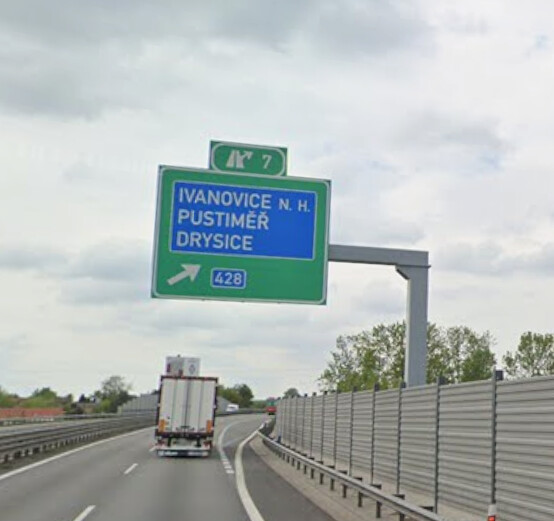 7
IVANOVICE N. H.
PUSTIMĚŘ
DRYSICE
428